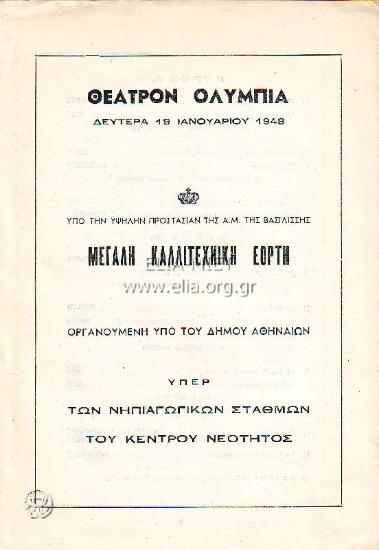 ΘΕΑΤΡΟΝ ΟΛΥΜΠΙΑ
ΔΕΥΤΕΡΑ 19 ΙΑΝΟΥΑΡΙΟΥ 1948
ΥΠΟ ΤΗΝ ΥΨΗΛΗΝ ΠΡΟΣΤΑΣΙΑΝ ΤΗΣ Α.Μ. ΤΗΣ ΒΑΣΙΛΙΣΣΗΣ
ΜΕΓΑΛΗ ΚΑΛΛΙΤΕΧΝΙΚΗ ΕΟΡΤΗ
www.elia.org.gr
ΟΡΓΑΝΟΥΜΕΝΗ ΥΠΟ ΤΟΥ ΔΗΜΟΥ ΑΘΗΝΑΙΩΝ
ΥΠΕΡ
ΤΩΝ ΝΗΠΙΑΓΩΓΙΚΩΝ ΣΤΑΘΜΩΝ
ΤΟΥ ΚΕΝΤΡΟΥ ΝΕΟΤΗΤΟΣ